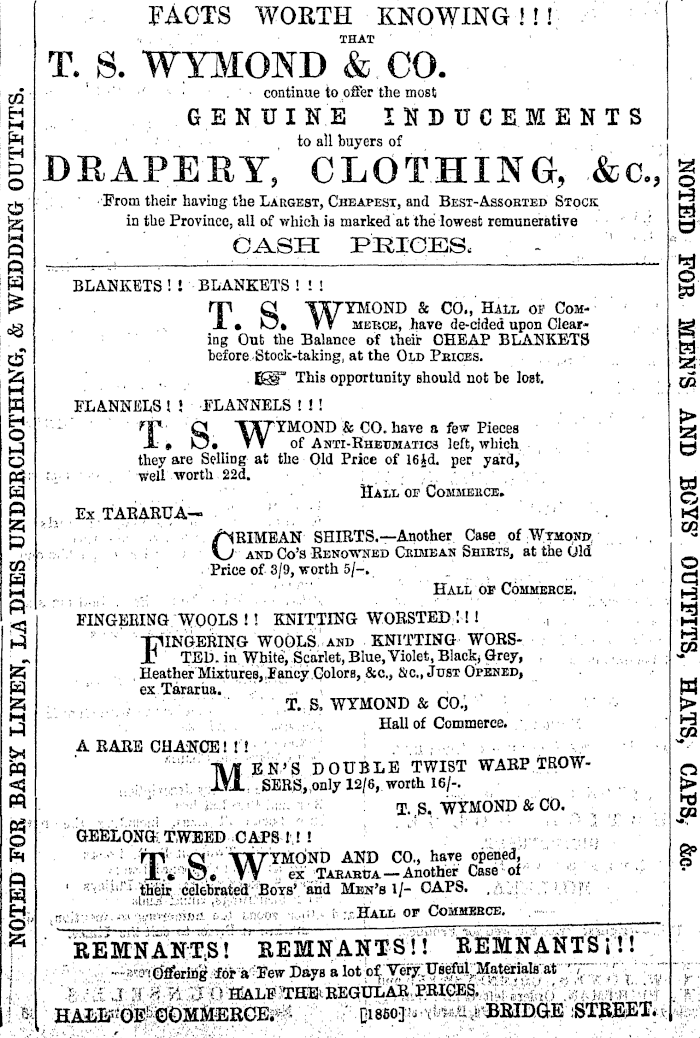 FACTS WORTH KNOWING!!!
THAT
T. S. WYMOND & CO.
continue to offer the most
GENUINE INDUCEMENTS
to all buyers of
DRAPERY, CLOTHING, &c.,
From their having the LARGEST, CHEAPEST, and BEST-ASSORTED STOCK
in the Province, all of which is marked at the lowest remunerative
CASH PRICES.
BLANKETS!! BLANKETS!!!
T. S. WYMOND & CO., HALL OF COM-
MERCE, have de-cided upon Clear-
ing Out the Balance of their CHEAP BLANKETS
before Stock-taking, at the OLD PRICES.
☞ This opportunity should not be lost.
FLANNELS!! FLANNELS!!!
T. S. WYMOND & CO. have a few Pieces
of ANTI-RHEUMATICS left, which
they are Selling at the Old Price of 16½d. per yard,
well worth 22d.
HALL OF COMMERCE.
Ex TARARUA—
CRIMEAN SHIRTS.—Another Case of WYMOND
AND Co's RENOWNED CRIMEAN SHIRTS, at the Old
Price of 3/9, worth 5/-.
HALL OF COMMERCE.
FINGERING WOOLS!! KNITTING WORSTED!!!
FINGERING WOOLS AND KNITTING WORS-
TED. in White, Scarlet, Blue, Violet, Black, Grey,
Heather Mixtures, Fancy Colors, &c., &c., JUST OPENED,
ex Tararua.
T. S. WYMOND & CO.,
Hall of Commerce.
A RARE CHANCE!!!
MEN'S DOUBLE TWIST WARP TROW-
SERS, only 12/6, worth 16/-.
T. S. WYMOND & CO.
GEELONG TWEED CAPS!!!
T. S. WYMOND AND CO., have opened,
ex TARARUA—Another Case of
their celebrated Boys' and MEN'S 1/- CAPS.
HALL OF COMMERCE.
REMNANTS! REMNANTS!! REMNANTS!!!
Offering for a Few Days a lot of Very Useful Materials at
HALF THE REGULAR PRICES.
HALL OF COMMERCE. [1850] BRIDGE STREET.
NOTED FOR BABY LINEN, LADIES UNDERCLOTHING, & WEDDING OUTFITS.
NOTED FOR MEN'S AND BOYS' OUTFITS, HATS, CAPS, &c.